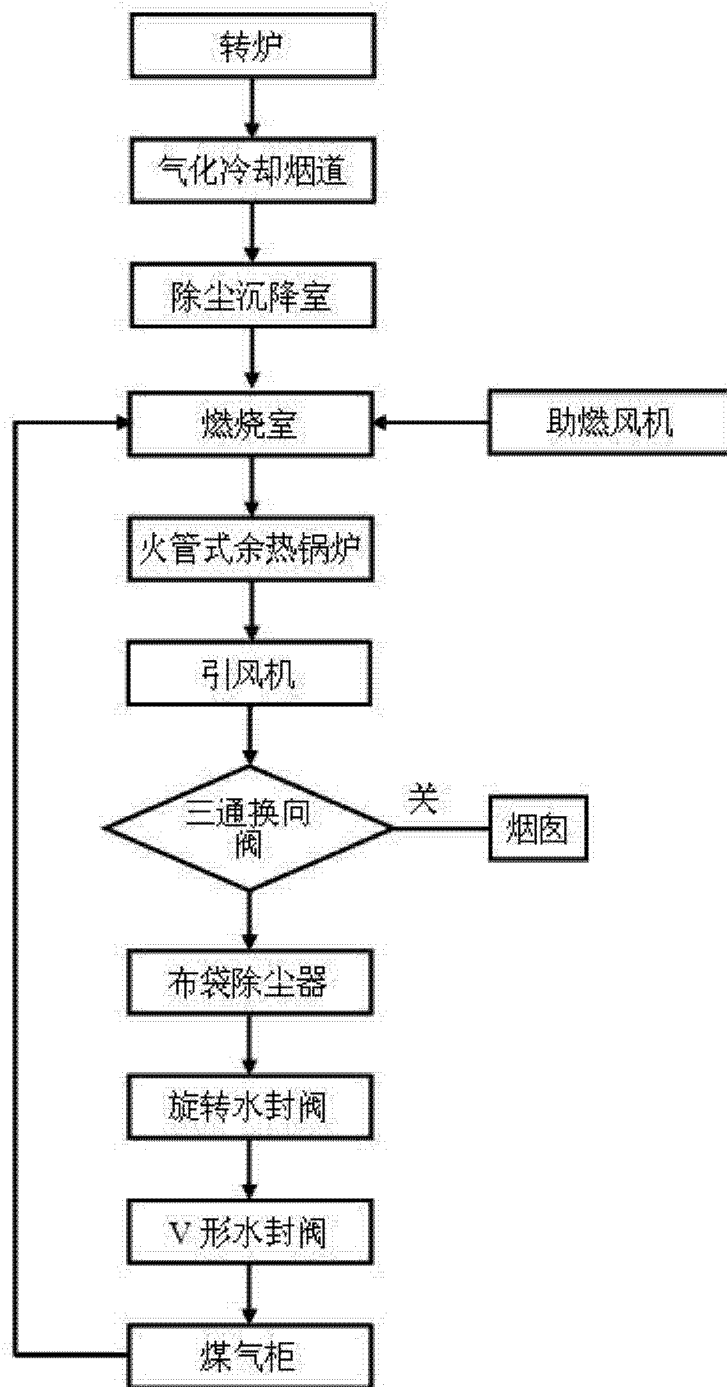 转炉
气化冷却烟道
除尘沉降室
燃烧室
助燃风机
火管式余热锅炉
引风机
三通换向
阀
关
烟囱
布袋除尘器
旋转水封阀
V 形水封阀
煤气柜